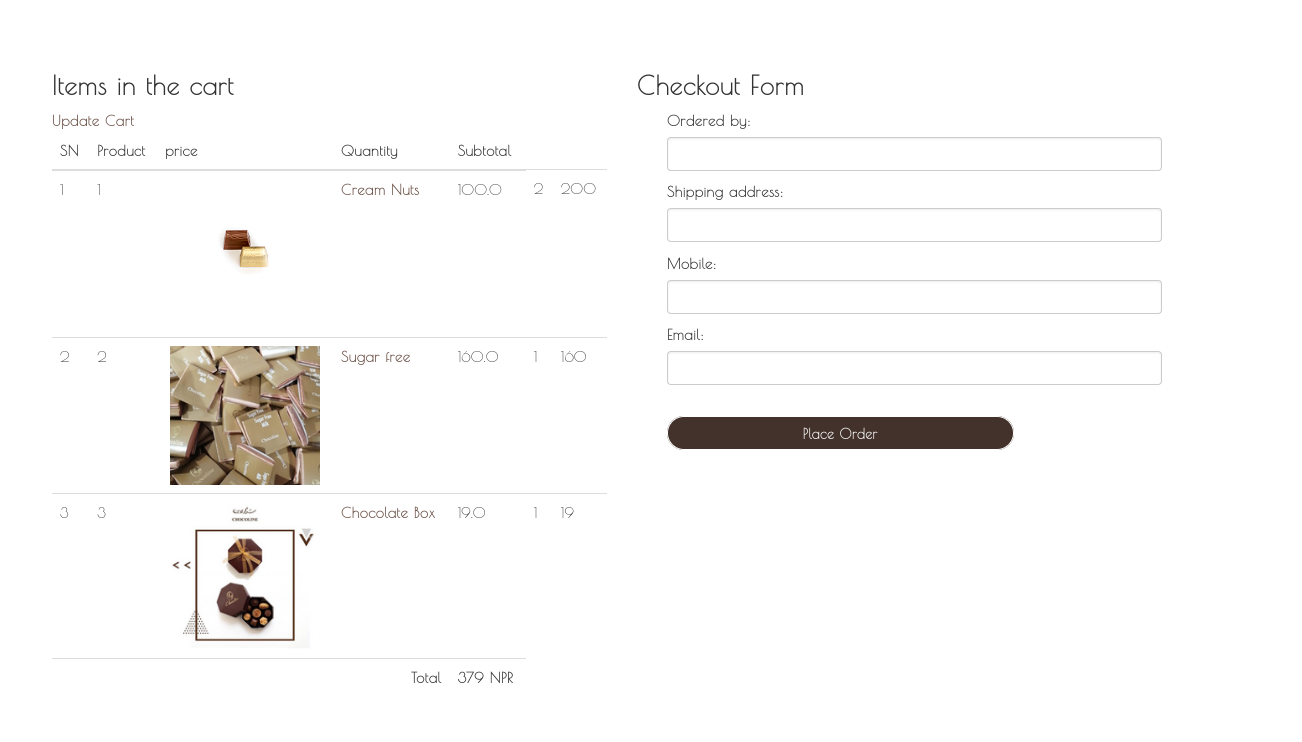 Items in the cart
Update Cart
SN Product price Quantity Subtotal
1 1 Cream Nuts 100.0 2 200
2 2 Sugar free 160.0 1 160
3 3 Chocolate Box 19.0 1 19
CHOCOLINE
Total 379 NPR
Checkout Form
Ordered by:
Shipping address:
Mobile:
Email:
Place Order